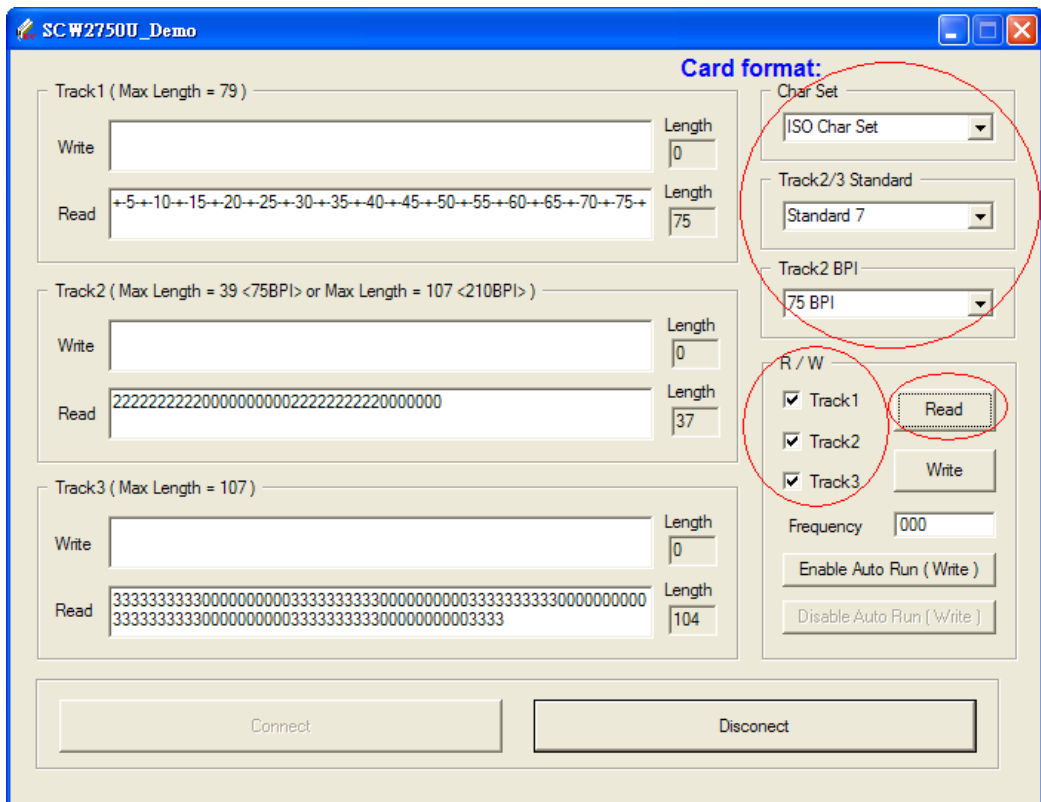 SCW2750U_Demo
Card format:
Track1 ( Max Length = 79 )
Write
Length
0
Read
+-5-+-10-+-15-+-20-+-25-+-30-+-35-+-40-+-45-+-50-+-55-+-60-+-65-+-70-+-75-+
Length
75
Track2 ( Max Length = 39 <75BPI> or Max Length = 107 <210BPI> )
Write
Length
0
Read
2222222222000000000022222222220000000
Length
37
Track3 ( Max Length = 107 )
Write
Length
0
Read
333333333300000000003333333333000000000033333333330000000000
33333333330000000000333333333300000000003333
Length
104
Char Set
ISO Char Set
Track2/3 Standard
Standard 7
Track2 BPI
75 BPI
R / W
Track1
Track2
Track3
Read
Write
Frequency
000
Enable Auto Run ( Write )
Disable Auto Run ( Write )
Connect
Disconect